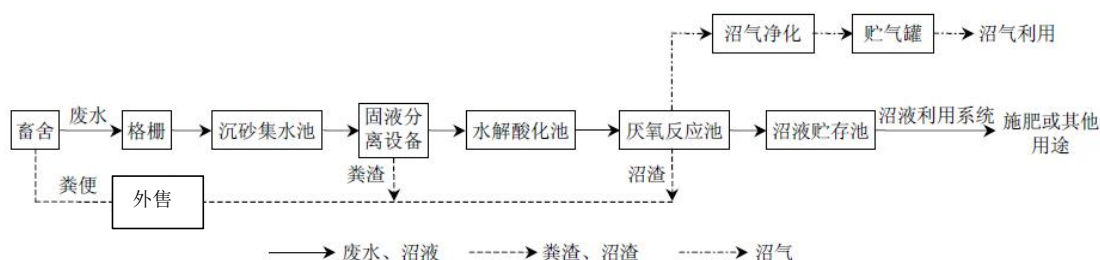 沼气净化
贮气罐
沼气利用
畜舍
废水
格栅
沉砂集水池
固液分
离设备
水解酸化池
厌氧反应池
沼液贮存池
沼液利用系统
施肥或其他
用途
粪便
外售
粪渣
沼渣
废水、沼液
粪渣、沼渣
沼气